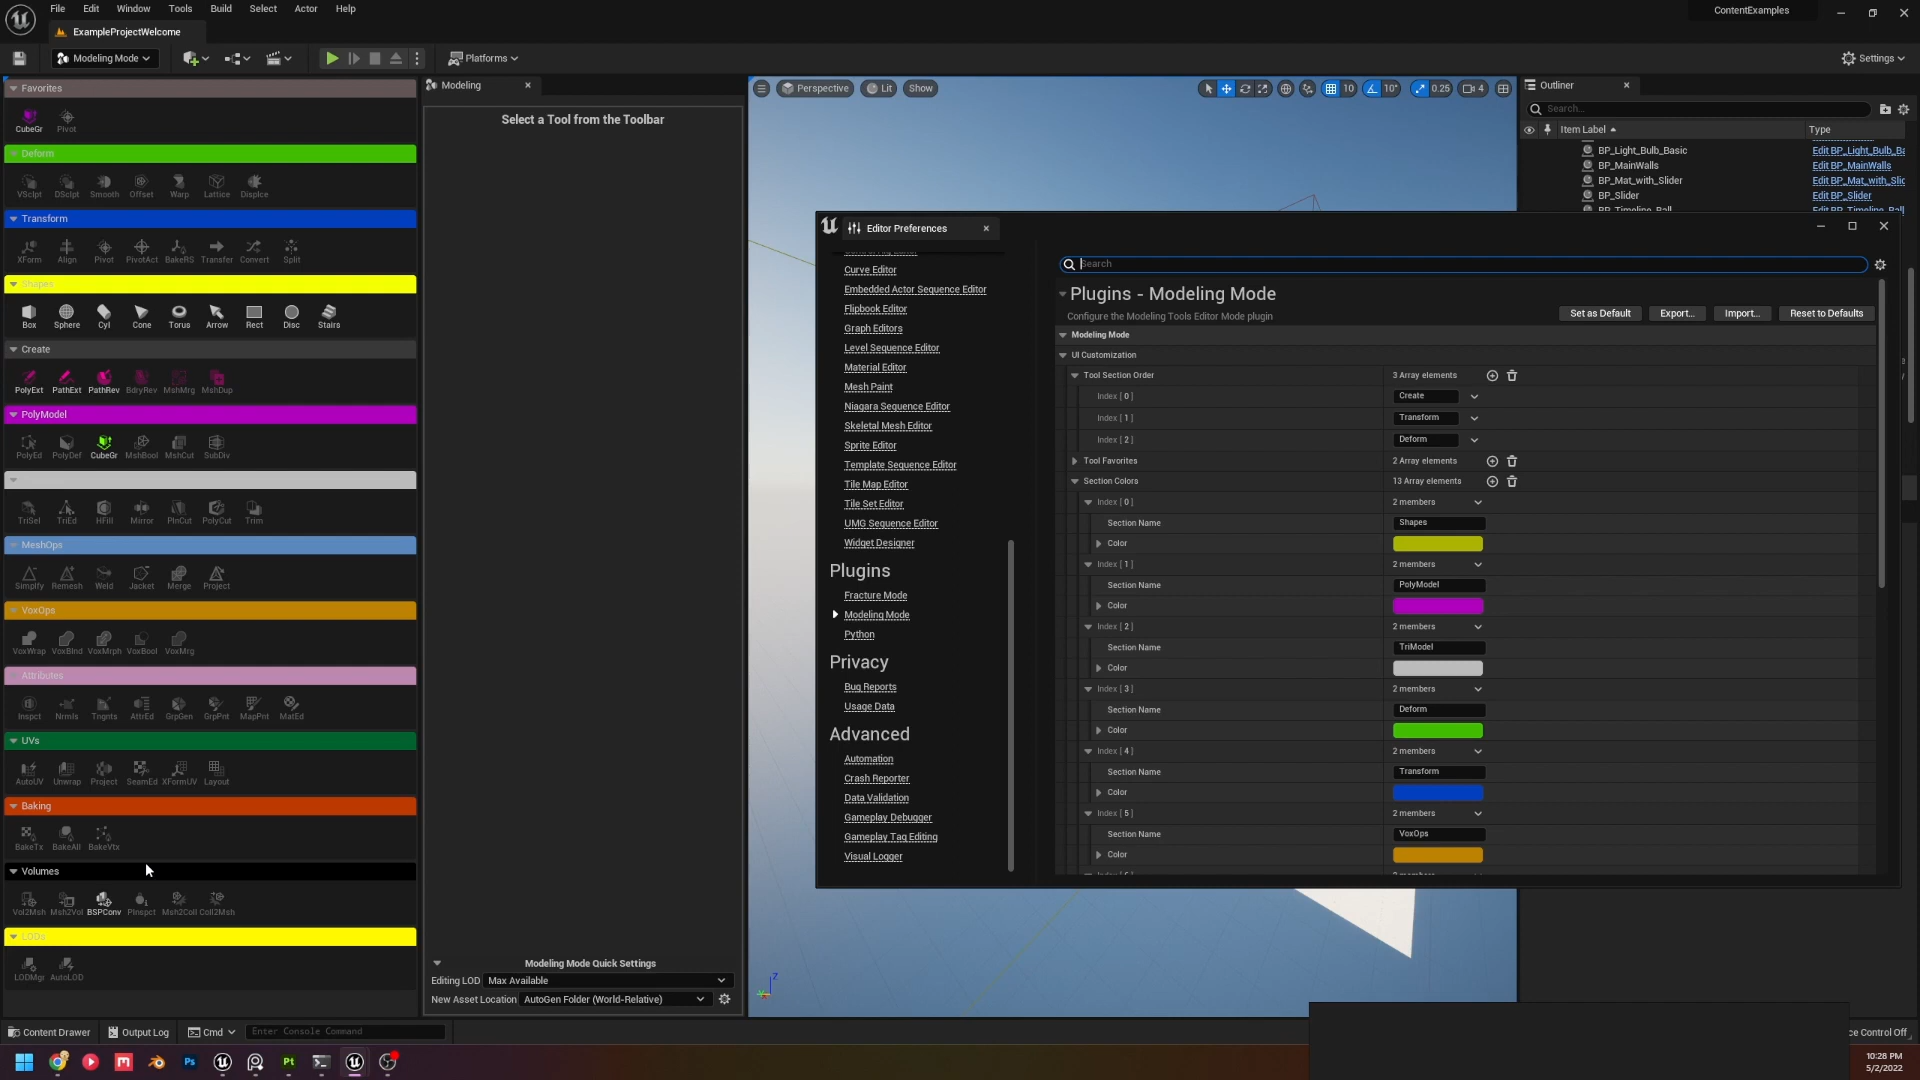 File Edit Window Tools Build Select Actor Help
ContentExamples
ExampleProjectWelcome
Modeling Mode
Platforms
Settings
Favorites
CubeGr Pivot
Deform
VSclpt DSclpt Smooth Offset Warp Lattice Displce
Transform
XForm Align Pivot PivotAct BakeRS Transfer Convert Split
Shapes
Box Sphere Cyl Cone Torus Arrow Rect Disc Stairs
Create
PolyExt PathExt PathRev BdryRev MshMrg MshDup
PolyModel
PolyEd PolyDef CubeGr MshBool MshCut SubDiv
TriSel TriEd HFill Mirror PlnCut PolyCut Trim
MeshOps
Simplfy Remesh Weld Jacket Merge Project
VoxOps
VoxWrap VoxBlnd VoxMrph VoxBool VoxMrg
Attributes
Inspct Nrmls Tngnts AttrEd GrpGen GrpPnt MapPnt MatEd
UVs
AutoUV Unwrap Project SeamEd XFormUV Layout
Baking
BakeTx BakeAll BakeVtx
Volumes
Vol2Msh Msh2Vol BSPConv PInspct Msh2Coll Coll2Msh
LODs
LODMgr AutoLOD
Modeling
Select a Tool from the Toolbar
Modeling Mode Quick Settings
Editing LOD Max Available
New Asset Location AutoGen Folder (World-Relative)
Perspective Lit Show
10 10° 0.25 4
Z
Outliner
Search...
Item Label Type
BP_Light_Bulb_Basic Edit BP_Light_Bulb_Ba
BP_MainWalls Edit BP_MainWalls
BP_Mat_with_Slider Edit BP_Mat_with_Slid
BP_Slider Edit BP_Slider
BP_Timeline_Ball Edit BP_Timeline_Ball
Editor Preferences
Curve Editor
Embedded Actor Sequence Editor
Flipbook Editor
Graph Editors
Level Sequence Editor
Material Editor
Mesh Paint
Niagara Sequence Editor
Skeletal Mesh Editor
Sprite Editor
Template Sequence Editor
Tile Map Editor
Tile Set Editor
UMG Sequence Editor
Widget Designer
Plugins
Fracture Mode
Modeling Mode
Python
Privacy
Bug Reports
Usage Data
Advanced
Automation
Crash Reporter
Data Validation
Gameplay Debugger
Gameplay Tag Editing
Visual Logger
Search
Plugins - Modeling Mode
Configure the Modeling Tools Editor Mode plugin
Set as Default Export... Import... Reset to Defaults
Modeling Mode
UI Customization
Tool Section Order 3 Array elements
Index [ 0 ] Create
Index [ 1 ] Transform
Index [ 2 ] Deform
Tool Favorites 2 Array elements
Section Colors 13 Array elements
Index [ 0 ] 2 members
Section Name Shapes
Color
Index [ 1 ] 2 members
Section Name PolyModel
Color
Index [ 2 ] 2 members
Section Name TriModel
Color
Index [ 3 ] 2 members
Section Name Deform
Color
Index [ 4 ] 2 members
Section Name Transform
Color
Index [ 5 ] 2 members
Section Name VoxOps
Color
Content Drawer Output Log Cmd Enter Console Command
ce Control Off
Ps Pt
10:28 PM
5/2/2022